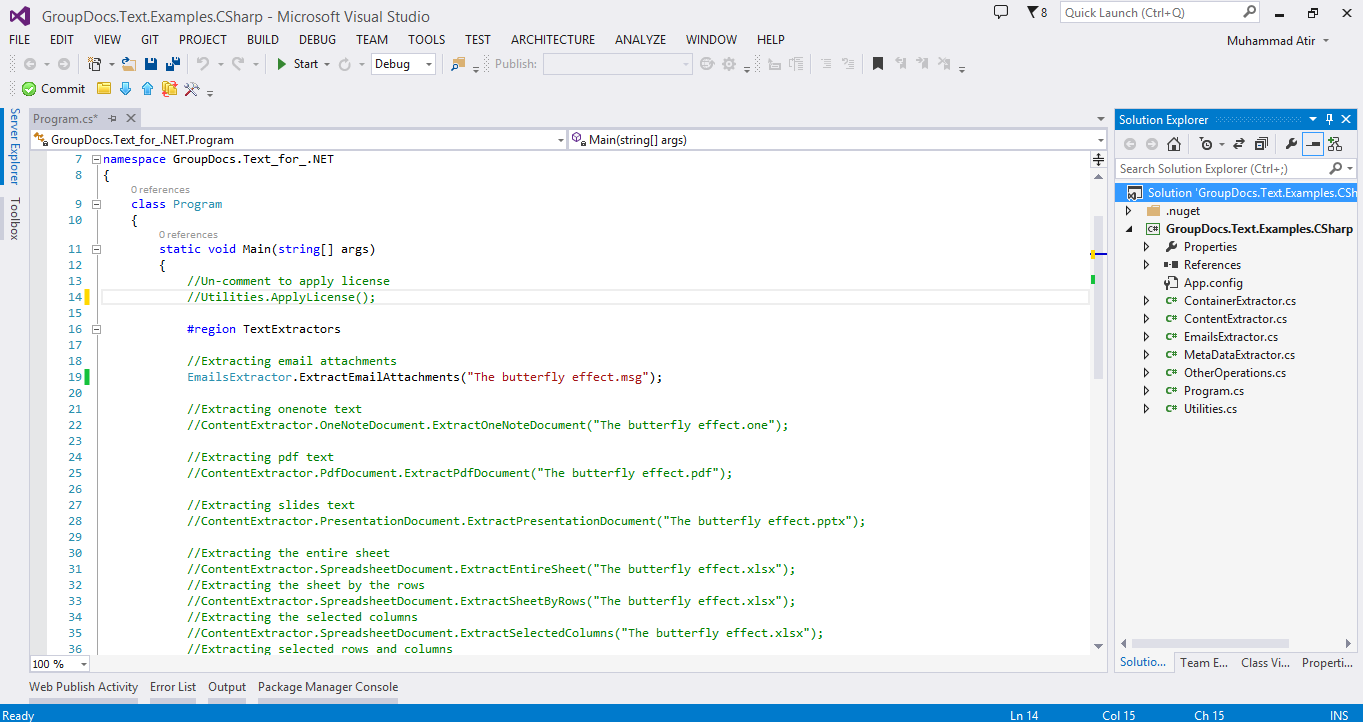 GroupDocs.Text.Examples.CSharp - Microsoft Visual Studio
8
Quick Launch (Ctrl+Q)
FILE EDIT VIEW GIT PROJECT BUILD DEBUG TEAM TOOLS TEST ARCHITECTURE ANALYZE WINDOW HELP
Muhammad Atir
Start Debug Publish:
Commit
Server Explorer
Toolbox
Program.cs*
GroupDocs.Text_for_.NET.Program
Main(string[] args)
7 namespace GroupDocs.Text_for_.NET
8 {
0 references
9 class Program
10 {
0 references
11 static void Main(string[] args)
12 {
13 //Un-comment to apply license
14 //Utilities.ApplyLicense();
15
16 #region TextExtractors
17
18 //Extracting email attachments
19 EmailsExtractor.ExtractEmailAttachments("The butterfly effect.msg");
20
21 //Extracting onenote text
22 //ContentExtractor.OneNoteDocument.ExtractOneNoteDocument("The butterfly effect.one");
23
24 //Extracting pdf text
25 //ContentExtractor.PdfDocument.ExtractPdfDocument("The butterfly effect.pdf");
26
27 //Extracting slides text
28 //ContentExtractor.PresentationDocument.ExtractPresentationDocument("The butterfly effect.pptx");
29
30 //Extracting the entire sheet
31 //ContentExtractor.SpreadsheetDocument.ExtractEntireSheet("The butterfly effect.xlsx");
32 //Extracting the sheet by the rows
33 //ContentExtractor.SpreadsheetDocument.ExtractSheetByRows("The butterfly effect.xlsx");
34 //Extracting the selected columns
35 //ContentExtractor.SpreadsheetDocument.ExtractSelectedColumns("The butterfly effect.xlsx");
36 //Extracting selected rows and columns
100 %
Solution Explorer
Search Solution Explorer (Ctrl+;)
Solution 'GroupDocs.Text.Examples.CSh
.nuget
C# GroupDocs.Text.Examples.CSharp
Properties
References
App.config
C# ContainerExtractor.cs
C# ContentExtractor.cs
C# EmailsExtractor.cs
C# MetaDataExtractor.cs
C# OtherOperations.cs
C# Program.cs
C# Utilities.cs
Solutio... Team E... Class Vi... Properti...
Web Publish Activity Error List Output Package Manager Console
Ready Ln 14 Col 15 Ch 15 INS